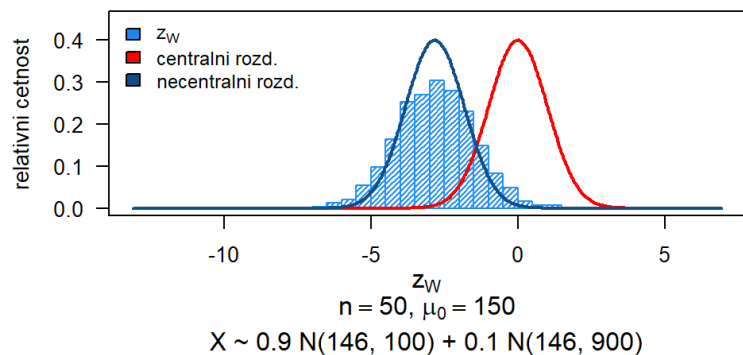 z_W
centralni rozd.
necentralni rozd.
relativni cetnost
0.4
0.3
0.2
0.1
0.0
-10
-5
0
5
z_W
n = 50, μ₀ = 150
X ~ 0.9 N(146, 100) + 0.1 N(146, 900)